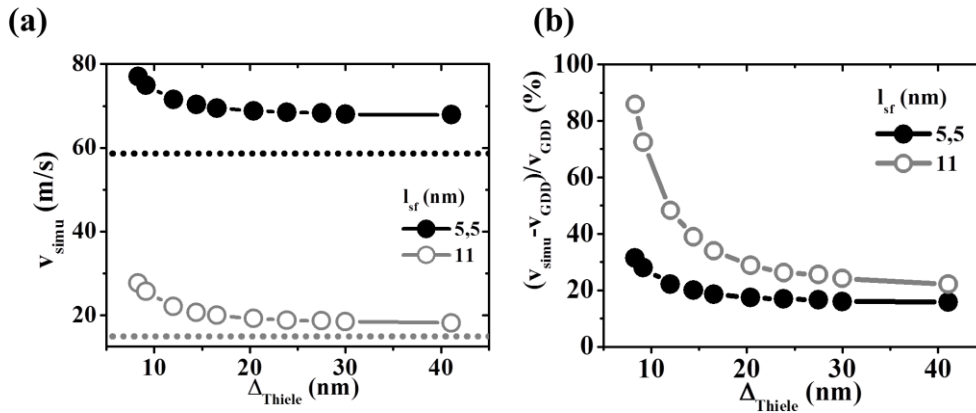 (a)
80
60
40
20
v_simu (m/s)
l_sf (nm)
5,5
11
10 20 30 40
Δ_Thiele (nm)
(b)
100
80
60
40
20
0
(v_simu-v_GDD)/v_GDD (%)
l_sf (nm)
5,5
11
10 20 30 40
Δ_Thiele (nm)